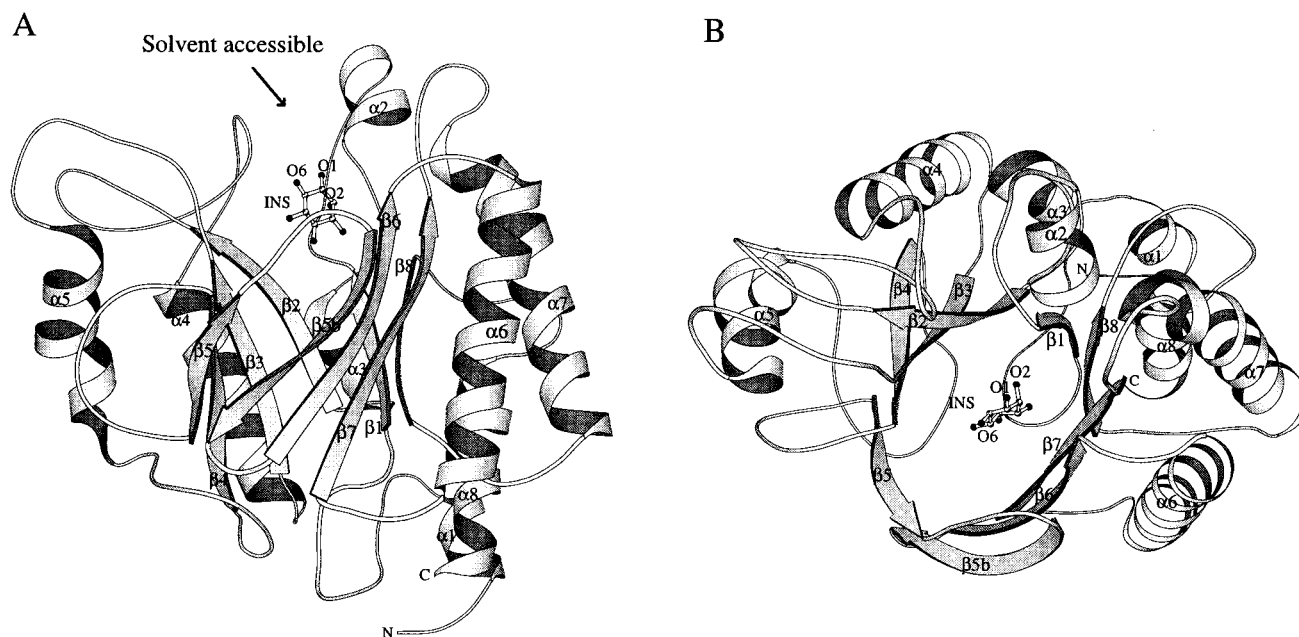 A
Solvent accessible
α2
O6
O1
INS
O2
β6
β8
α5
β2
α7
α4
β5b
α6
β5
β3
α3
β7
β1
β4
α8
α1
C
N
B
α4
α3
α2
α1
N
β4
β3
α5
β2
β8
β1
α8
α7
O1
O2
C
INS
O6
β7
β5
β6
α6
β5b